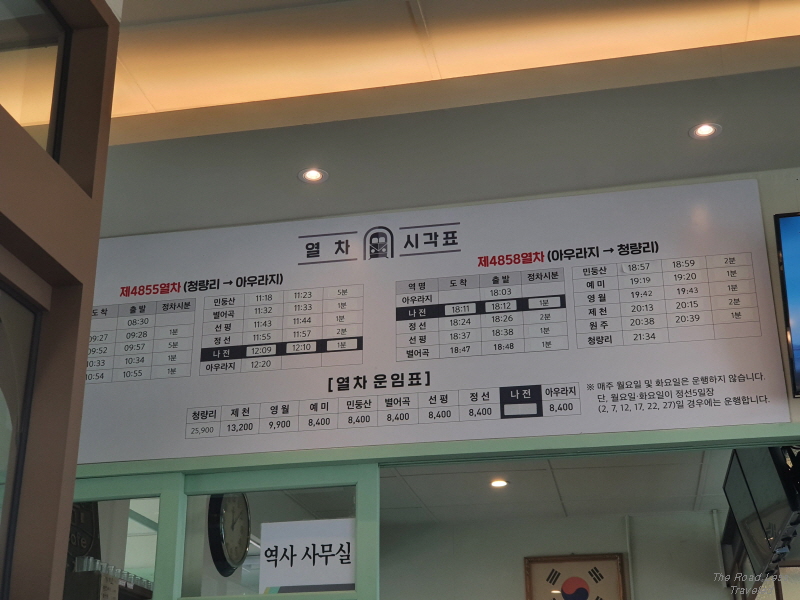 열 차 시각표
제4855열차 (청량리 → 아우라지)
도 착 출 발 정차시분
08:30
09:27 09:28 1분
09:52 09:57 5분
10:33 10:34 1분
10:54 10:55 1분
민둥산 11:18 11:23 5분
별어곡 11:32 11:33 1분
선 평 11:43 11:44 1분
정 선 11:55 11:57 2분
나 전 12:09 12:10 1분
아우라지 12:20
제4858열차 (아우라지 → 청량리)
역 명 도 착 출 발 정차시분
아우라지 18:03
나 전 18:11 18:12 1분
정 선 18:24 18:26 2분
선 평 18:37 18:38 1분
별어곡 18:47 18:48 1분
민둥산 18:57 18:59 2분
예 미 19:19 19:20 1분
영 월 19:42 19:43 1분
제 천 20:13 20:15 2분
원 주 20:38 20:39 1분
청량리 21:34
[열차 운임표]
청량리 제 천 영 월 예 미 민둥산 별어곡 선 평 정 선 나 전 아우라지
25,900 13,200 9,900 8,400 8,400 8,400 8,400 8,400 8,400
※ 매주 월요일 및 화요일은 운행하지 않습니다.
단, 월요일·화요일이 정선5일장
(2, 7, 12, 17, 22, 27)일 경우에는 운행합니다.
역사 사무실
The Road Les
Travel